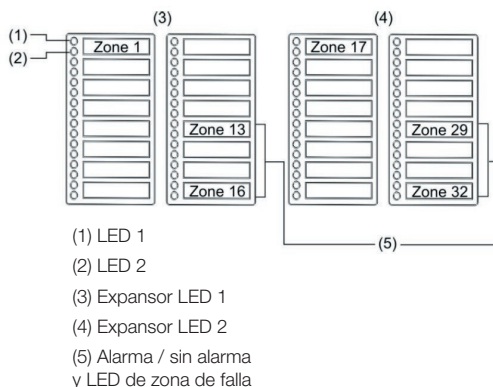 (3) (4)
(1) Zone 1 Zone 17
(2)
Zone 13 Zone 29
Zone 16 Zone 32
(5)
(1) LED 1
(2) LED 2
(3) Expansor LED 1
(4) Expansor LED 2
(5) Alarma / sin alarma
y LED de zona de falla